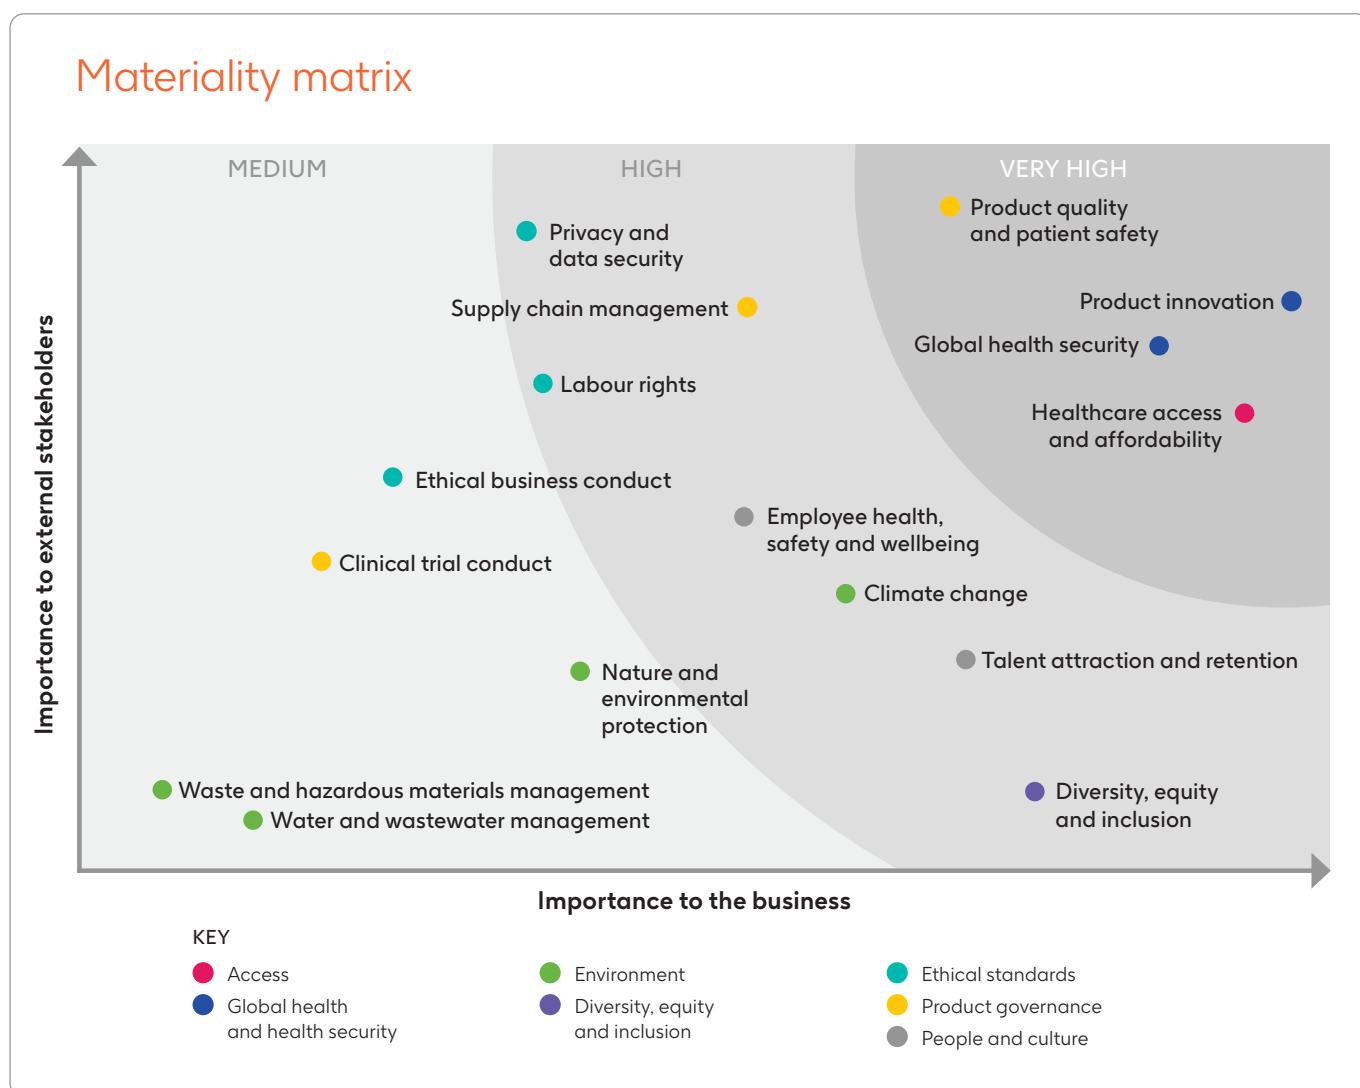 Materiality matrix
MEDIUM
HIGH
VERY HIGH
Importance to external stakeholders
Product quality
and patient safety
Privacy and
data security
Product innovation
Supply chain management
Global health security
Labour rights
Healthcare access
and affordability
Ethical business conduct
Employee health,
safety and wellbeing
Clinical trial conduct
Climate change
Talent attraction and retention
Nature and
environmental
protection
Waste and hazardous materials management
Diversity, equity
and inclusion
Water and wastewater management
Importance to the business
KEY
Access
Global health
and health security
Environment
Diversity, equity
and inclusion
Ethical standards
Product governance
People and culture